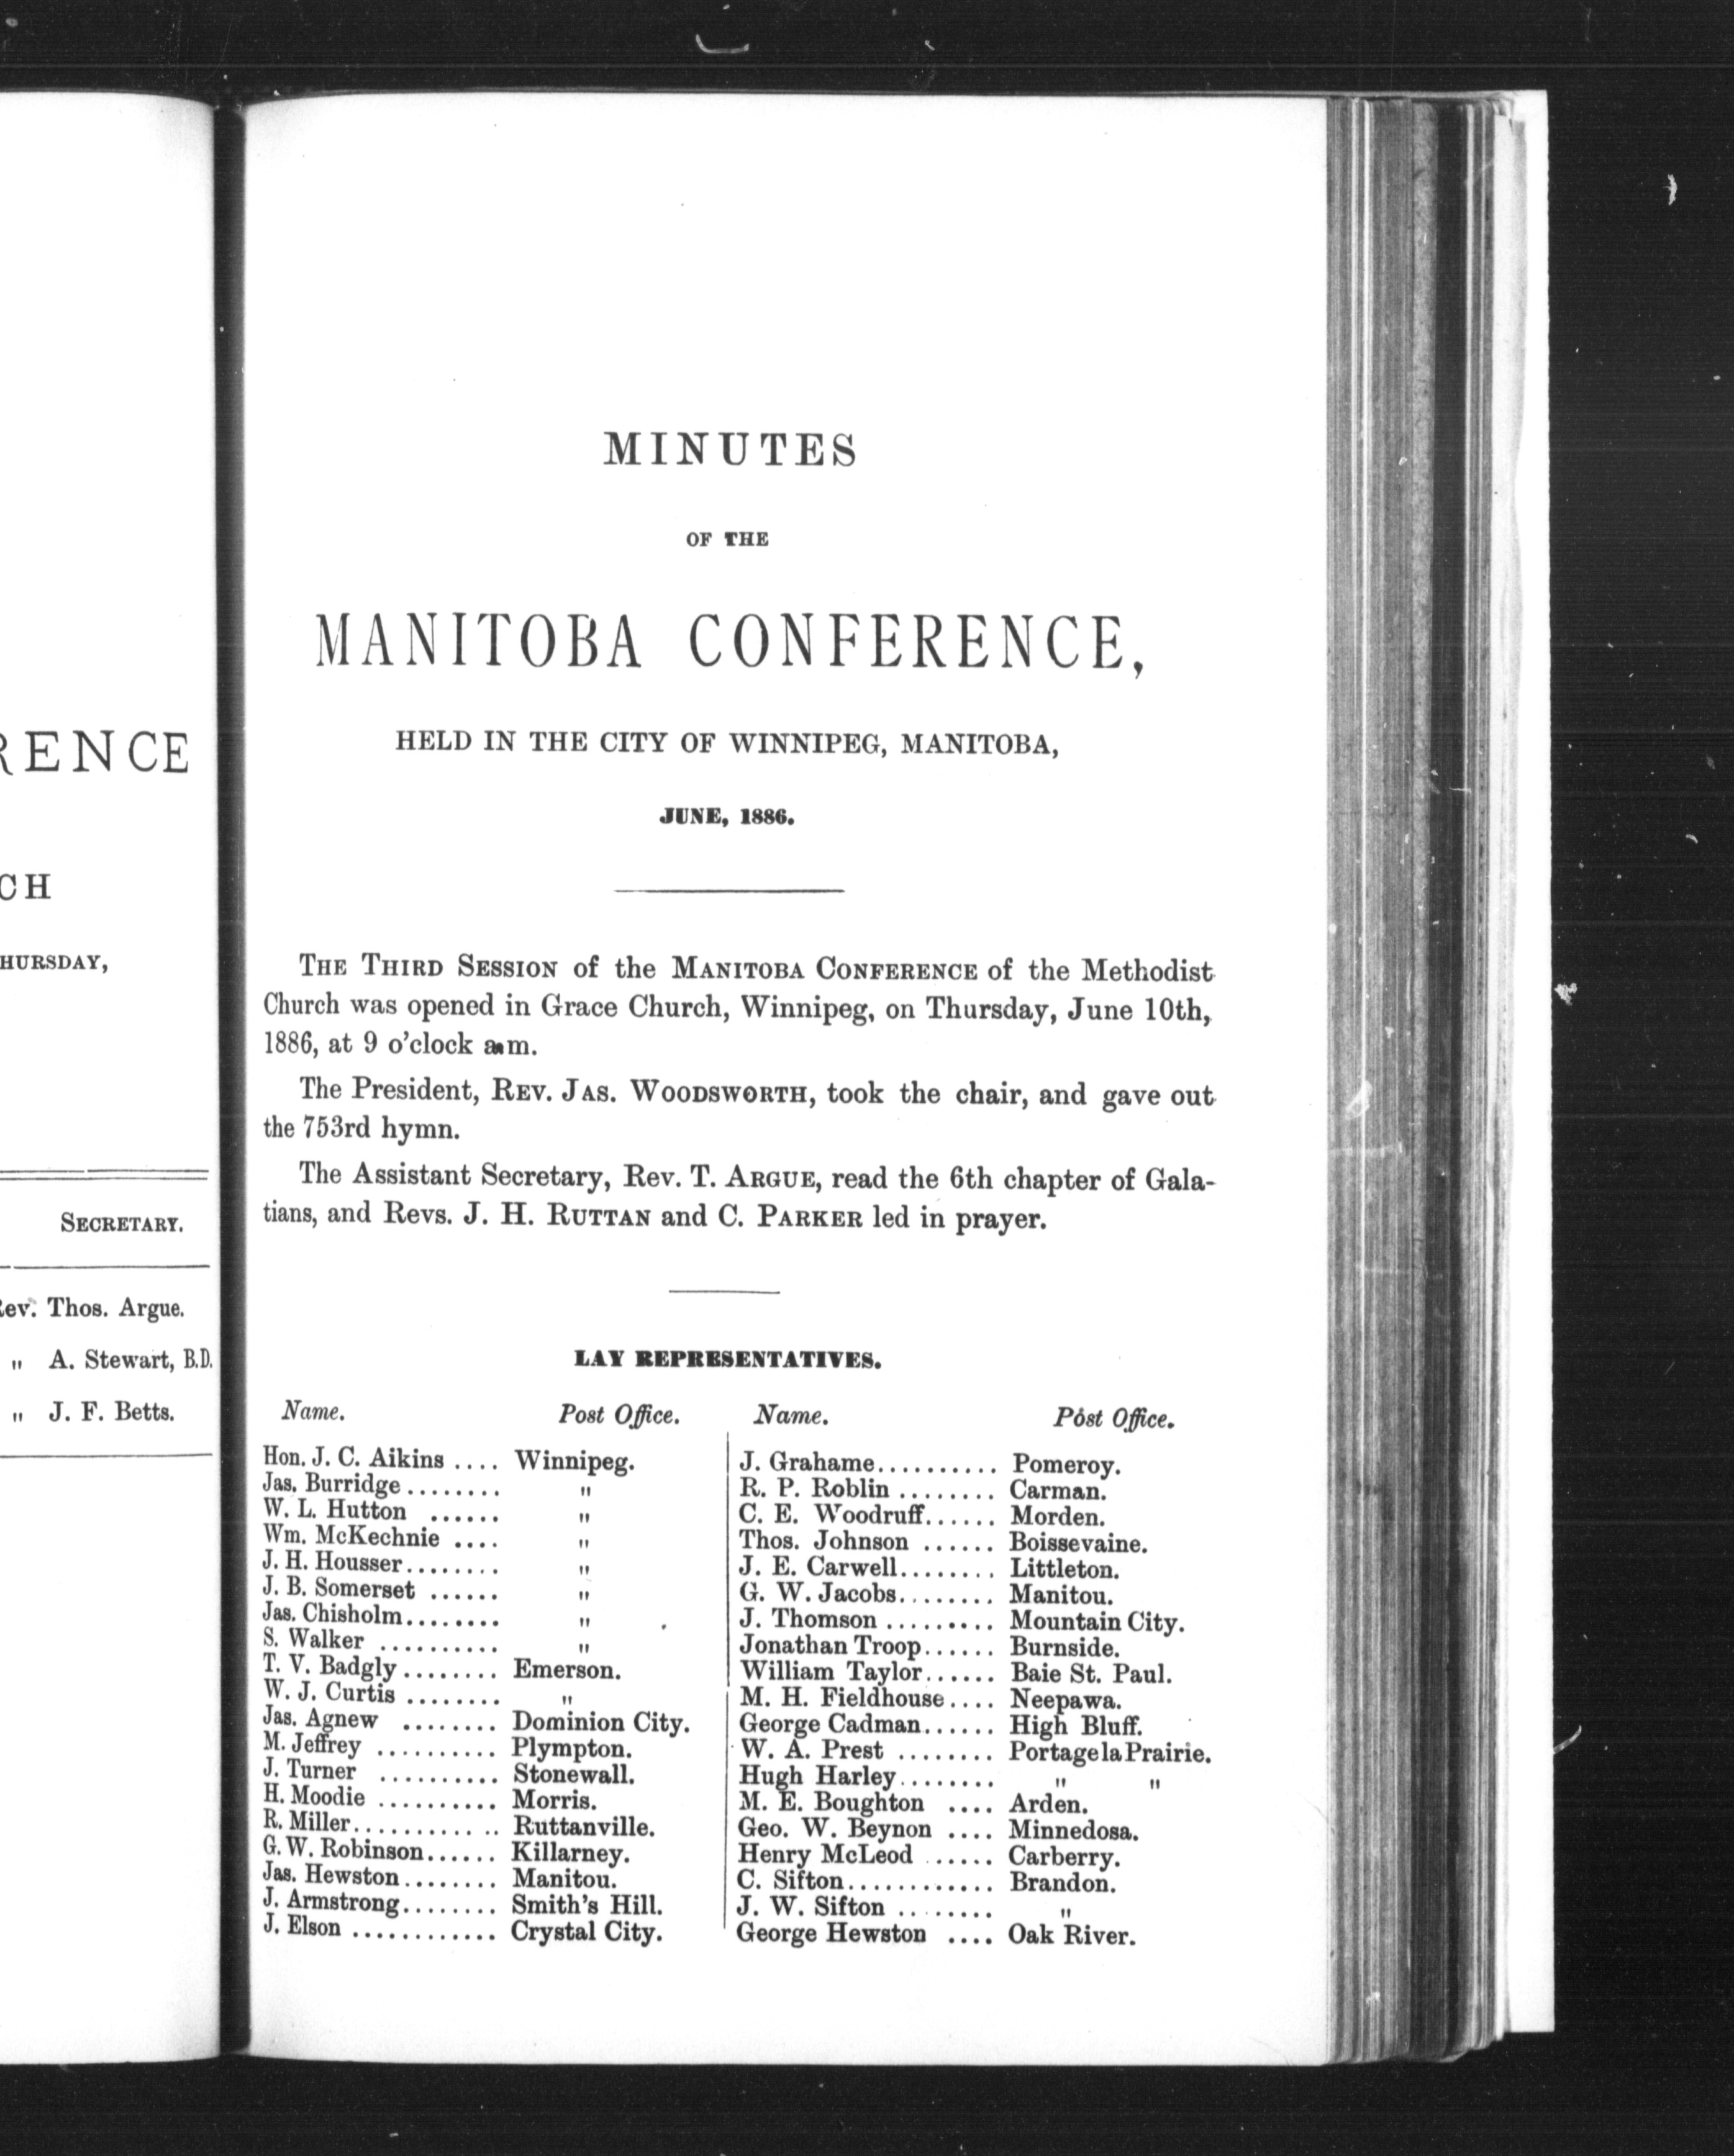 RENCE
CH
HURSDAY,
SECRETARY.
Rev. Thos. Argue.
" A. Stewart, B.D.
" J. F. Betts.
MINUTES
OF THE
MANITOBA CONFERENCE,
HELD IN THE CITY OF WINNIPEG, MANITOBA,
JUNE, 1886.
THE THIRD SESSION of the MANITOBA CONFERENCE of the Methodist
Church was opened in Grace Church, Winnipeg, on Thursday, June 10th,
1886, at 9 o'clock a.m.
The President, REV. JAS. WOODSWORTH, took the chair, and gave out
the 753rd hymn.
The Assistant Secretary, Rev. T. ARGUE, read the 6th chapter of Gala-
tians, and Revs. J. H. RUTTAN and C. PARKER led in prayer.
LAY REPRESENTATIVES.
Name. Post Office.
Hon. J. C. Aikins .... Winnipeg.
Jas. Burridge ........ "
W. L. Hutton ...... "
Wm. McKechnie .... "
J. H. Housser ........ "
J. B. Somerset ...... "
Jas. Chisholm ........ "
S. Walker .......... "
T. V. Badgly ........ Emerson.
W. J. Curtis ........ "
Jas. Agnew ........ Dominion City.
M. Jeffrey .......... Plympton.
J. Turner .......... Stonewall.
H. Moodie .......... Morris.
R. Miller ............ Ruttanville.
G. W. Robinson ...... Killarney.
Jas. Hewston ........ Manitou.
J. Armstrong ........ Smith's Hill.
J. Elson ............ Crystal City.
Name. Post Office.
J. Grahame .......... Pomeroy.
R. P. Roblin ........ Carman.
C. E. Woodruff ...... Morden.
Thos. Johnson ...... Boissevaine.
J. E. Carwell ........ Littleton.
G. W. Jacobs ........ Manitou.
J. Thomson ........ Mountain City.
Jonathan Troop ...... Burnside.
William Taylor ...... Baie St. Paul.
M. H. Fieldhouse .... Neepawa.
George Cadman ...... High Bluff.
W. A. Prest ........ Portage la Prairie.
Hugh Harley ........ " "
M. E. Boughton .... Arden.
Geo. W. Beynon .... Minnedosa.
Henry McLeod ...... Carberry.
C. Sifton ............ Brandon.
J. W. Sifton ........ "
George Hewston .... Oak River.